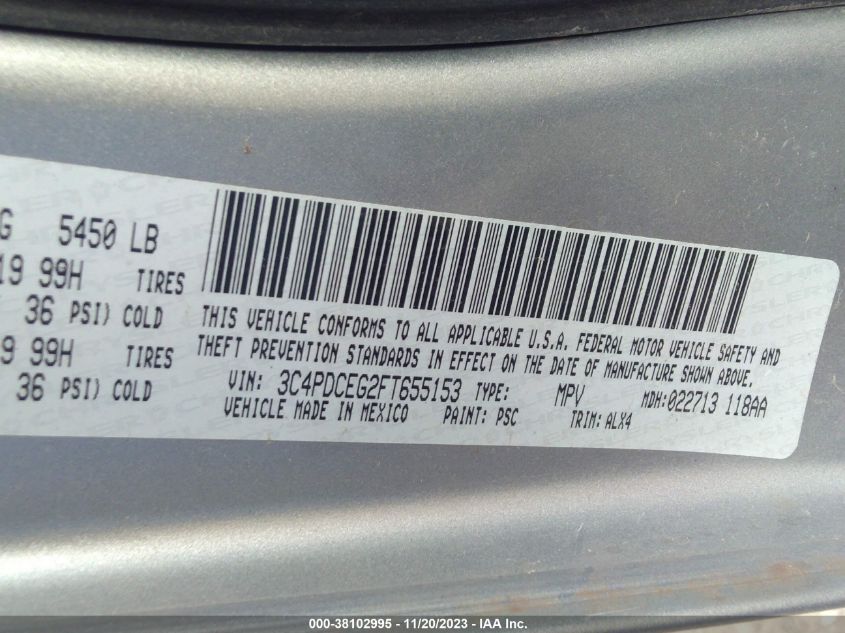 G 5450 LB
19 99H TIRES
36 PSI) COLD
9 99H TIRES
36 PSI) COLD
THIS VEHICLE CONFORMS TO ALL APPLICABLE U.S.A. FEDERAL MOTOR VEHICLE SAFETY AND
THEFT PREVENTION STANDARDS IN EFFECT ON THE DATE OF MANUFACTURE SHOWN ABOVE.
VIN: 3C4PDCEG2FT655153 TYPE: MPV MDH:022713 118AA
VEHICLE MADE IN MEXICO PAINT: PSC TRIM: ALX4
000-38102995 - 11/20/2023 - IAA Inc.